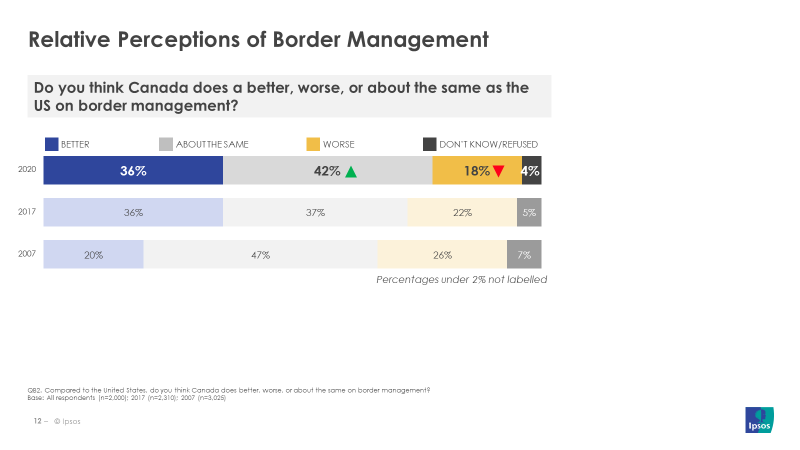 Relative Perceptions of Border Management
Do you think Canada does a better, worse, or about the same as the
US on border management?
BETTER ABOUT THE SAME WORSE DON'T KNOW/REFUSED
2020 36% 42% 18% 4%
2017 36% 37% 22% 5%
2007 20% 47% 26% 7%
Percentages under 2% not labelled
QB2. Compared to the United States, do you think Canada does better, worse, or about the same on border management?
Base: All respondents (n=2,000); 2017 (n=2,310); 2007 (n=3,025)
12 – © Ipsos
Ipsos